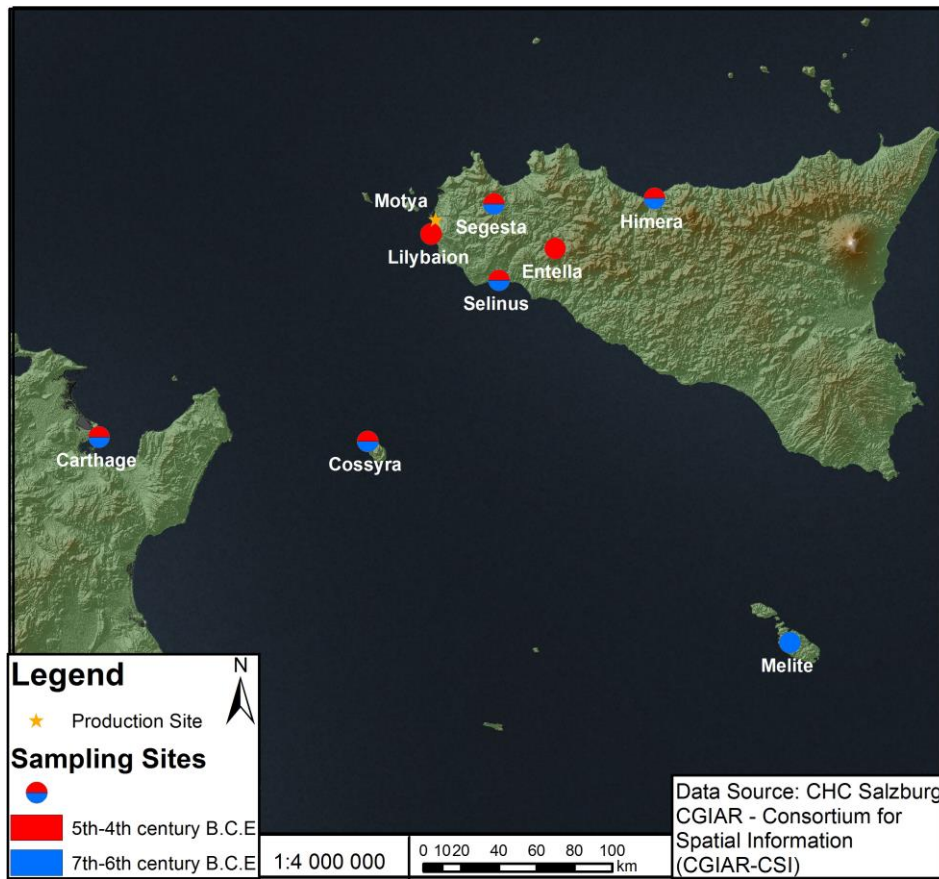 Motya
Segesta
Himera
Lilybaion
Entella
Selinus
Carthage
Cossyra
Melite
Legend
N
Production Site
Sampling Sites
5th-4th century B.C.E
7th-6th century B.C.E
1:4 000 000
0 10 20 40 60 80 100
km
Data Source: CHC Salzburg
CGIAR - Consortium for
Spatial Information
(CGIAR-CSI)